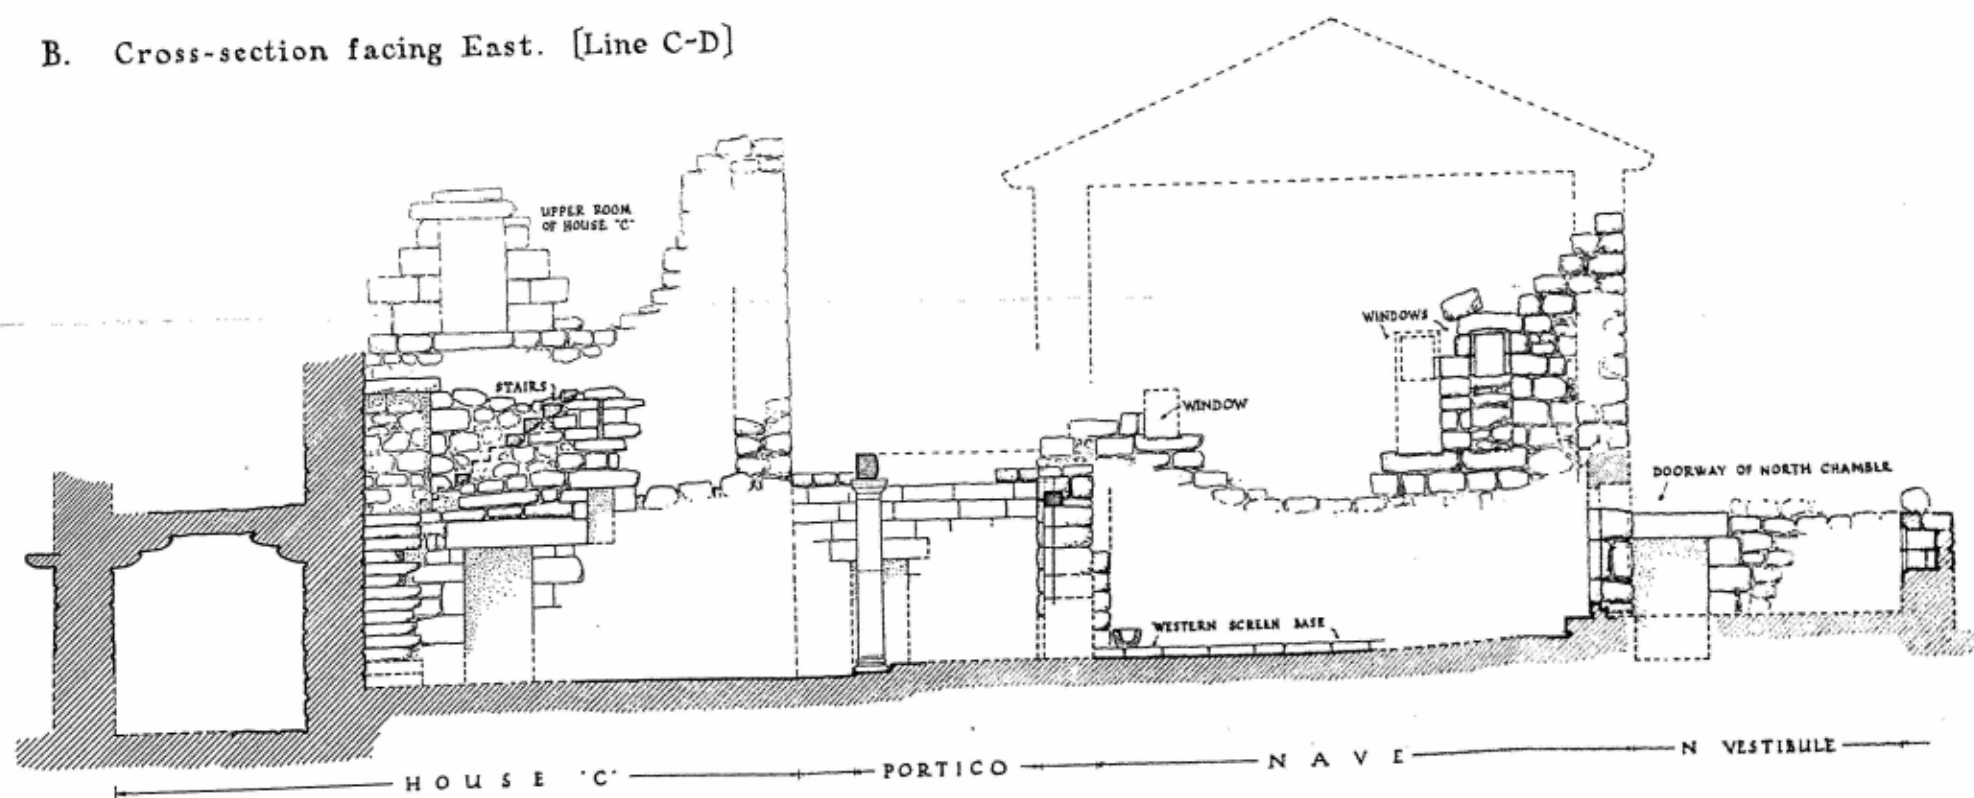 B. Cross-section facing East. [Line C-D]
UPPER ROOM
OF HOUSE "C"
STAIRS
WINDOWS
WINDOW
DOORWAY OF NORTH CHAMBER
WESTERN SCREEN BASE
HOUSE 'C' PORTICO NAVE N VESTIBULE